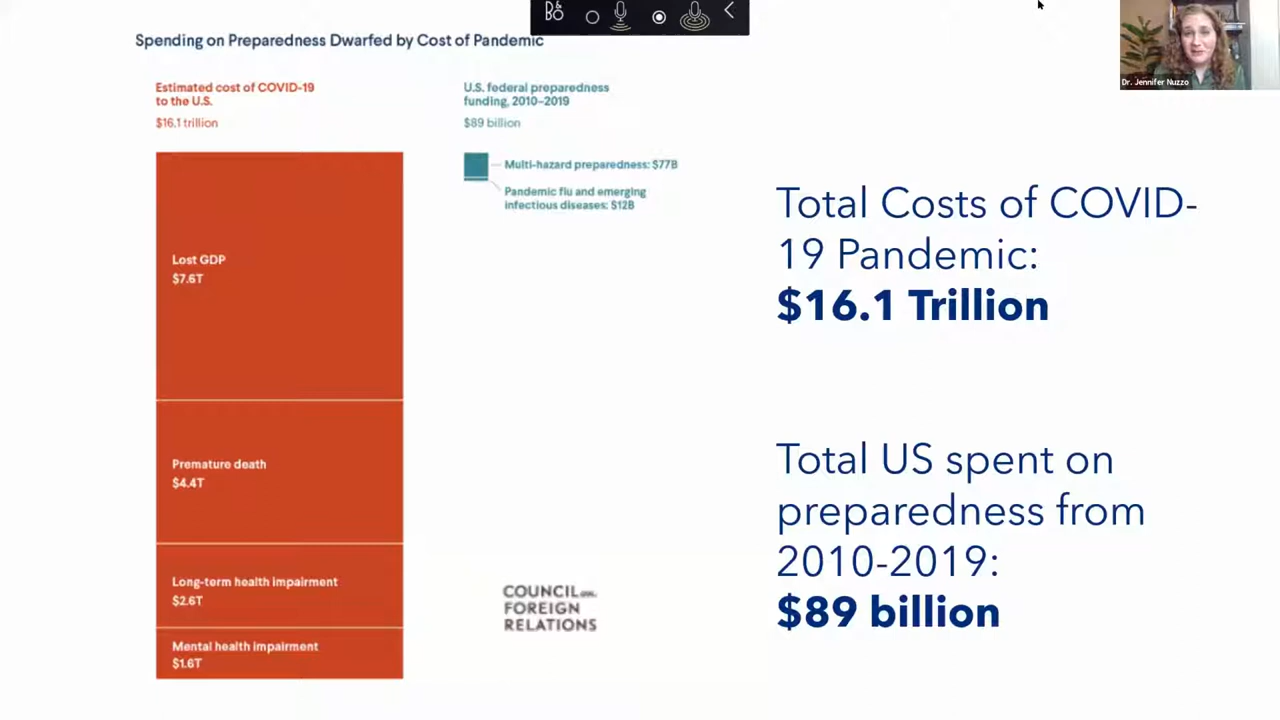 B&O
Spending on Preparedness Dwarfed by Cost of Pandemic
Dr. Jennifer Nuzzo
Estimated cost of COVID-19
to the U.S.
$16.1 trillion
Lost GDP
$7.6T
Premature death
$4.4T
Long-term health impairment
$2.6T
Mental health impairment
$1.6T
U.S. federal preparedness
funding, 2010–2019
$89 billion
Multi-hazard preparedness: $77B
Pandemic flu and emerging
infectious diseases: $12B
COUNCIL on
FOREIGN
RELATIONS
Total Costs of COVID-
19 Pandemic:
$16.1 Trillion
Total US spent on
preparedness from
2010-2019:
$89 billion